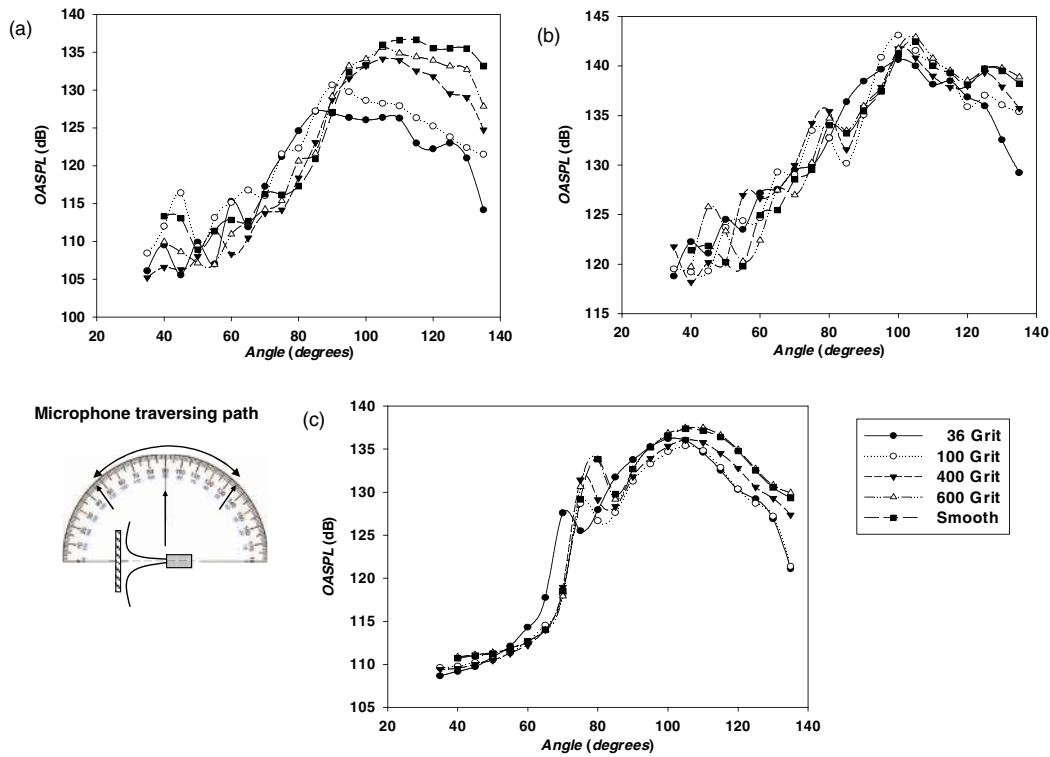 (a)
140
135
130
125
120
115
110
105
100
OASPL (dB)
20 40 60 80 100 120 140
Angle (degrees)
(b)
145
140
135
130
125
120
115
OASPL (dB)
20 40 60 80 100 120 140
Angle (degrees)
Microphone traversing path
(c)
140
135
130
125
120
115
110
105
OASPL (dB)
20 40 60 80 100 120 140
Angle (degrees)
36 Grit
100 Grit
400 Grit
600 Grit
Smooth